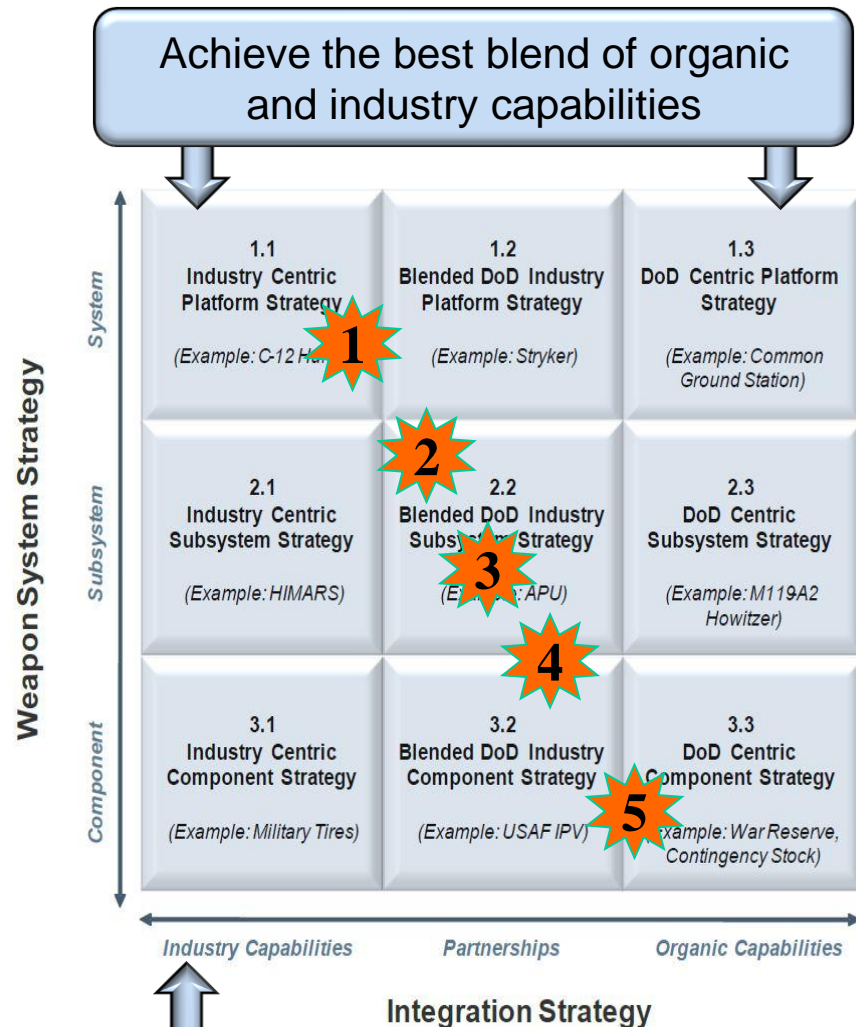 Achieve the best blend of organic
and industry capabilities
Weapon System Strategy
System
Subsystem
Component
1.1
Industry Centric
Platform Strategy
(Example: C-12
1
1.2
Blended DoD Industry
Platform Strategy
(Example: Stryker)
1.3
DoD Centric Platform
Strategy
(Example: Common
Ground Station)
2
2.1
Industry Centric
Subsystem Strategy
(Example: HIMARS)
2.2
Blended DoD Industry
Subsystem Strategy
3
(Example: APU)
2.3
DoD Centric
Subsystem Strategy
(Example: M119-A2
Howitzer)
4
3.1
Industry Centric
Component Strategy
(Example: Military Tires)
3.2
Blended DoD Industry
Component Strategy
(Example: USAF IPV)
5
3.3
DoD Centric
Component Strategy
(Example: War Reserve,
Contingency Stock)
Industry Capabilities
Partnerships
Organic Capabilities
Integration Strategy